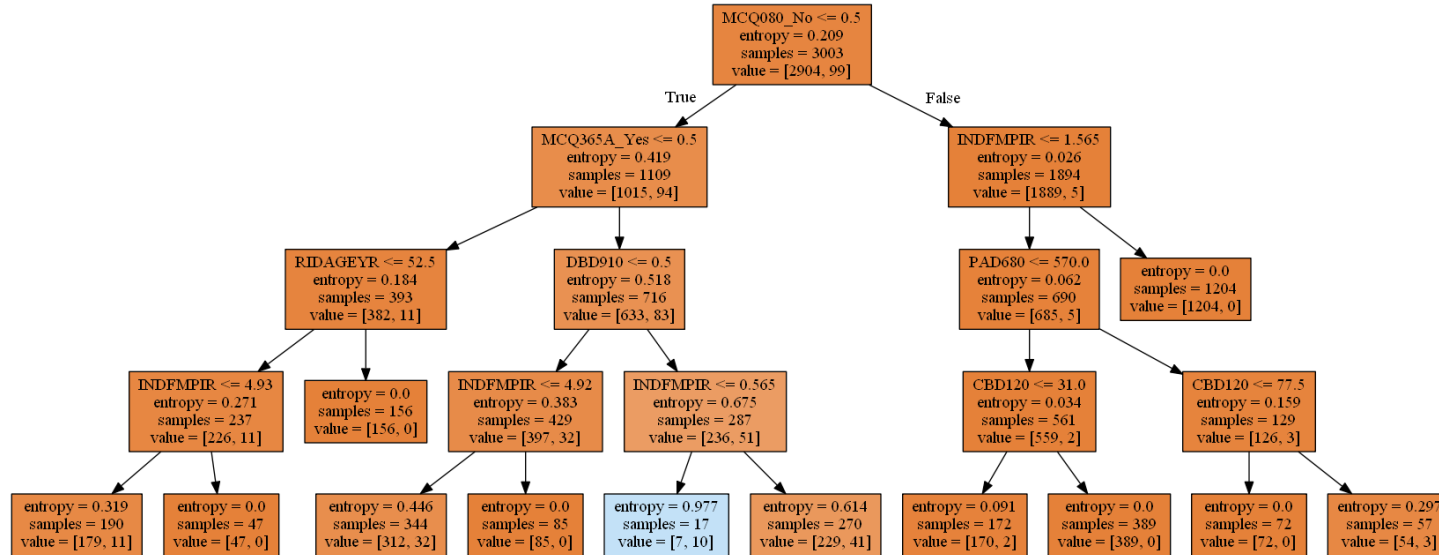 MCQ080_No <= 0.5
entropy = 0.209
samples = 3003
value = [2904, 99]
True
False
MCQ365A_Yes <= 0.5
entropy = 0.419
samples = 1109
value = [1015, 94]
INDFMPIR <= 1.565
entropy = 0.026
samples = 1894
value = [1889, 5]
RIDAGEYR <= 52.5
entropy = 0.184
samples = 393
value = [382, 11]
DBD910 <= 0.5
entropy = 0.518
samples = 716
value = [633, 83]
PAD680 <= 570.0
entropy = 0.062
samples = 690
value = [685, 5]
entropy = 0.0
samples = 1204
value = [1204, 0]
INDFMPIR <= 4.93
entropy = 0.271
samples = 237
value = [226, 11]
entropy = 0.0
samples = 156
value = [156, 0]
INDFMPIR <= 4.92
entropy = 0.383
samples = 429
value = [397, 32]
INDFMPIR <= 0.565
entropy = 0.675
samples = 287
value = [236, 51]
CBD120 <= 31.0
entropy = 0.034
samples = 561
value = [559, 2]
CBD120 <= 77.5
entropy = 0.159
samples = 129
value = [126, 3]
entropy = 0.319
samples = 190
value = [179, 11]
entropy = 0.0
samples = 47
value = [47, 0]
entropy = 0.446
samples = 344
value = [312, 32]
entropy = 0.0
samples = 85
value = [85, 0]
entropy = 0.977
samples = 17
value = [7, 10]
entropy = 0.614
samples = 270
value = [229, 41]
entropy = 0.091
samples = 172
value = [170, 2]
entropy = 0.0
samples = 389
value = [389, 0]
entropy = 0.0
samples = 72
value = [72, 0]
entropy = 0.297
samples = 57
value = [54, 3]